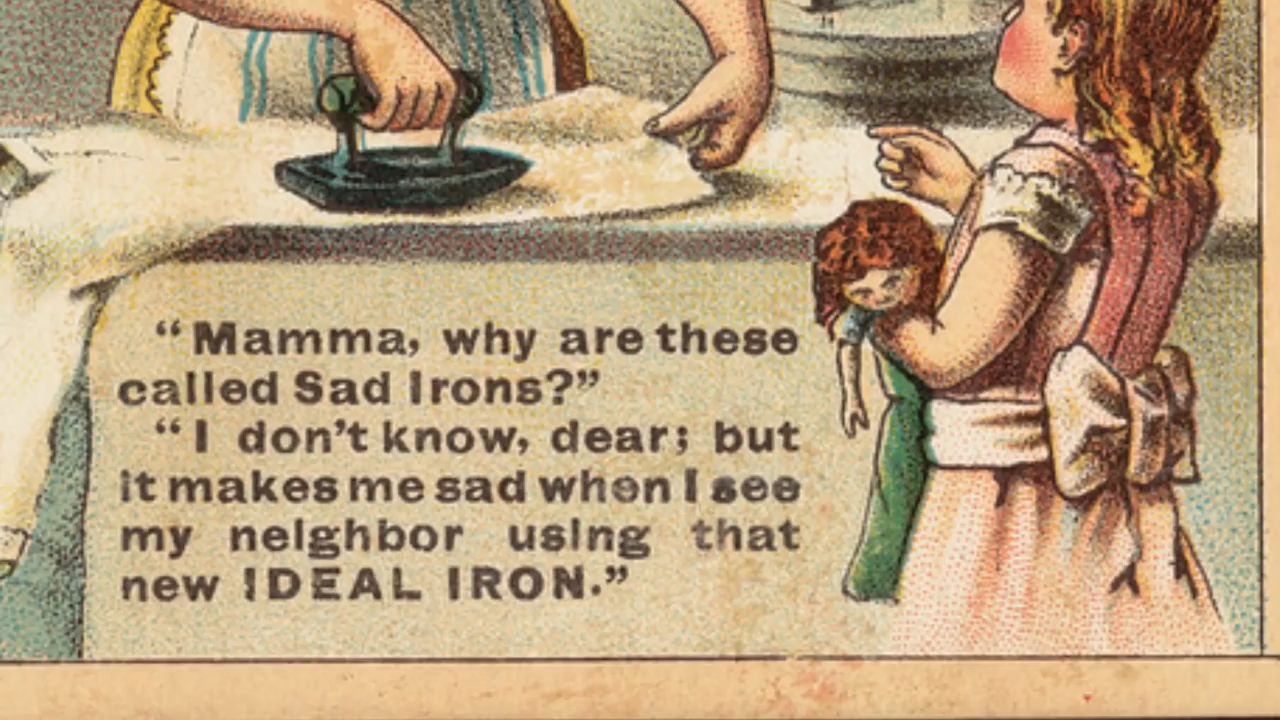 “Mamma, why are these
called Sad Irons?”
“I don’t know, dear; but
it makes me sad when I see
my neighbor using that
new IDEAL IRON.”